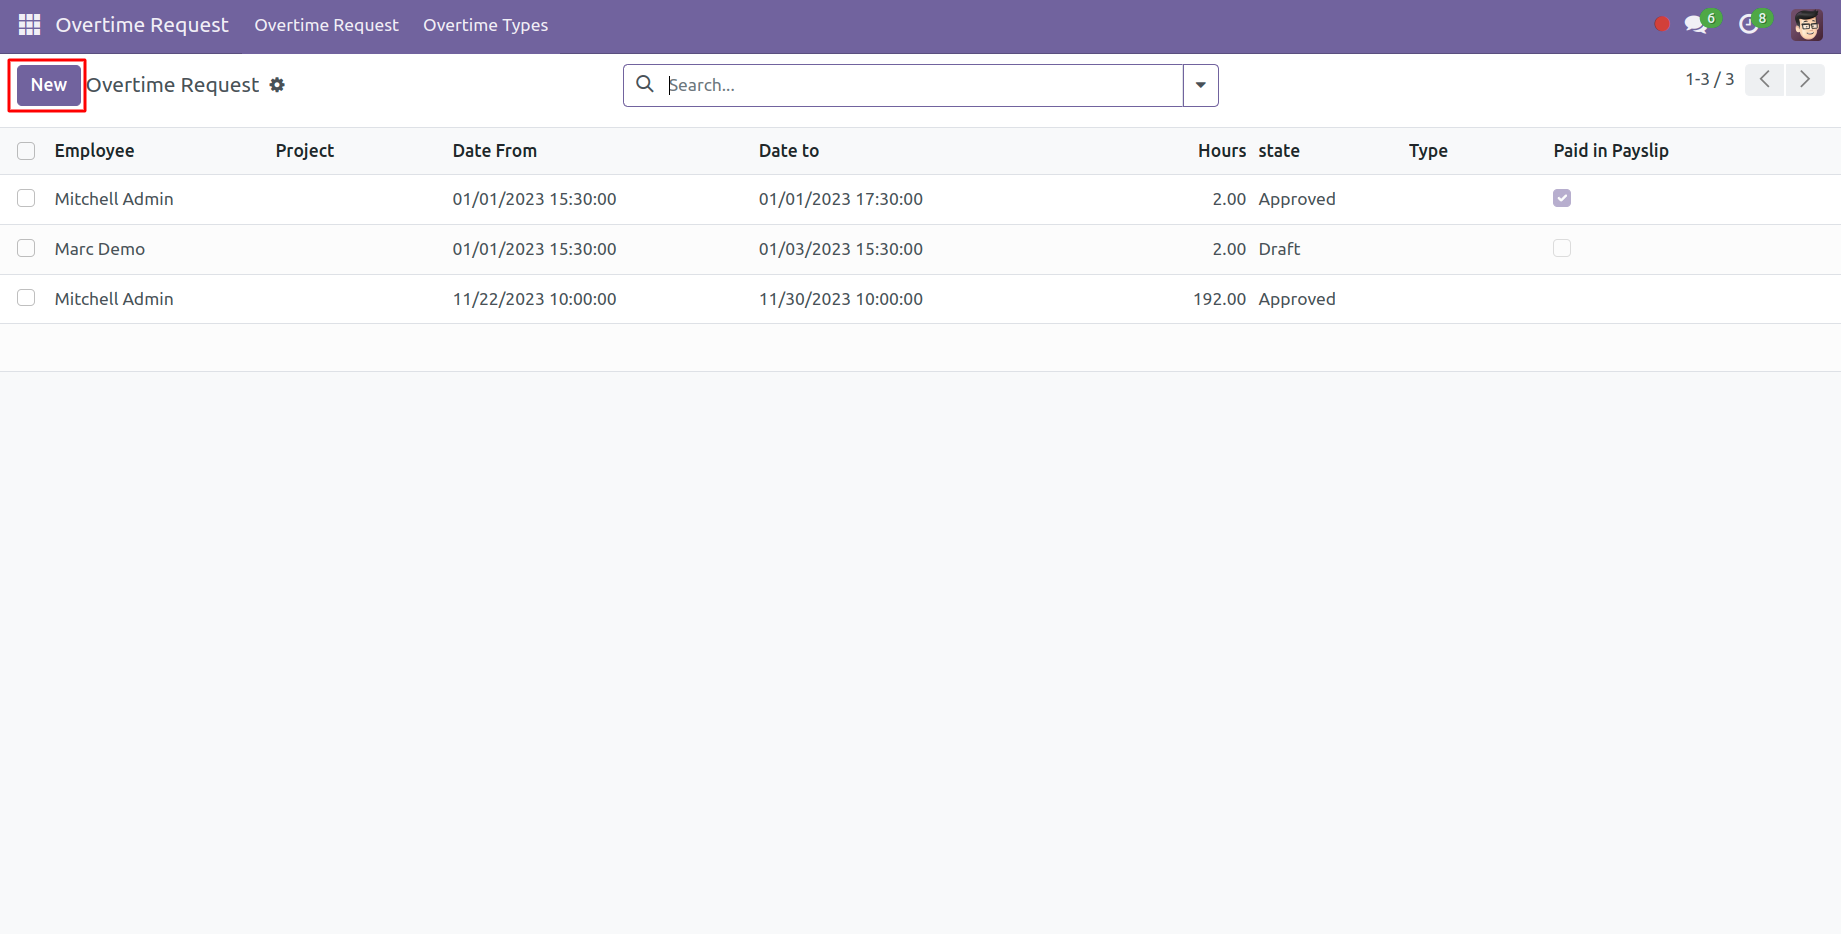 Overtime Request Overtime Request Overtime Types 6 8
New Overtime Request Search... 1-3 / 3
Employee Project Date From Date to Hours state Type Paid in Payslip
Mitchell Admin 01/01/2023 15:30:00 01/01/2023 17:30:00 2.00 Approved
Marc Demo 01/01/2023 15:30:00 01/03/2023 15:30:00 2.00 Draft
Mitchell Admin 11/22/2023 10:00:00 11/30/2023 10:00:00 192.00 Approved